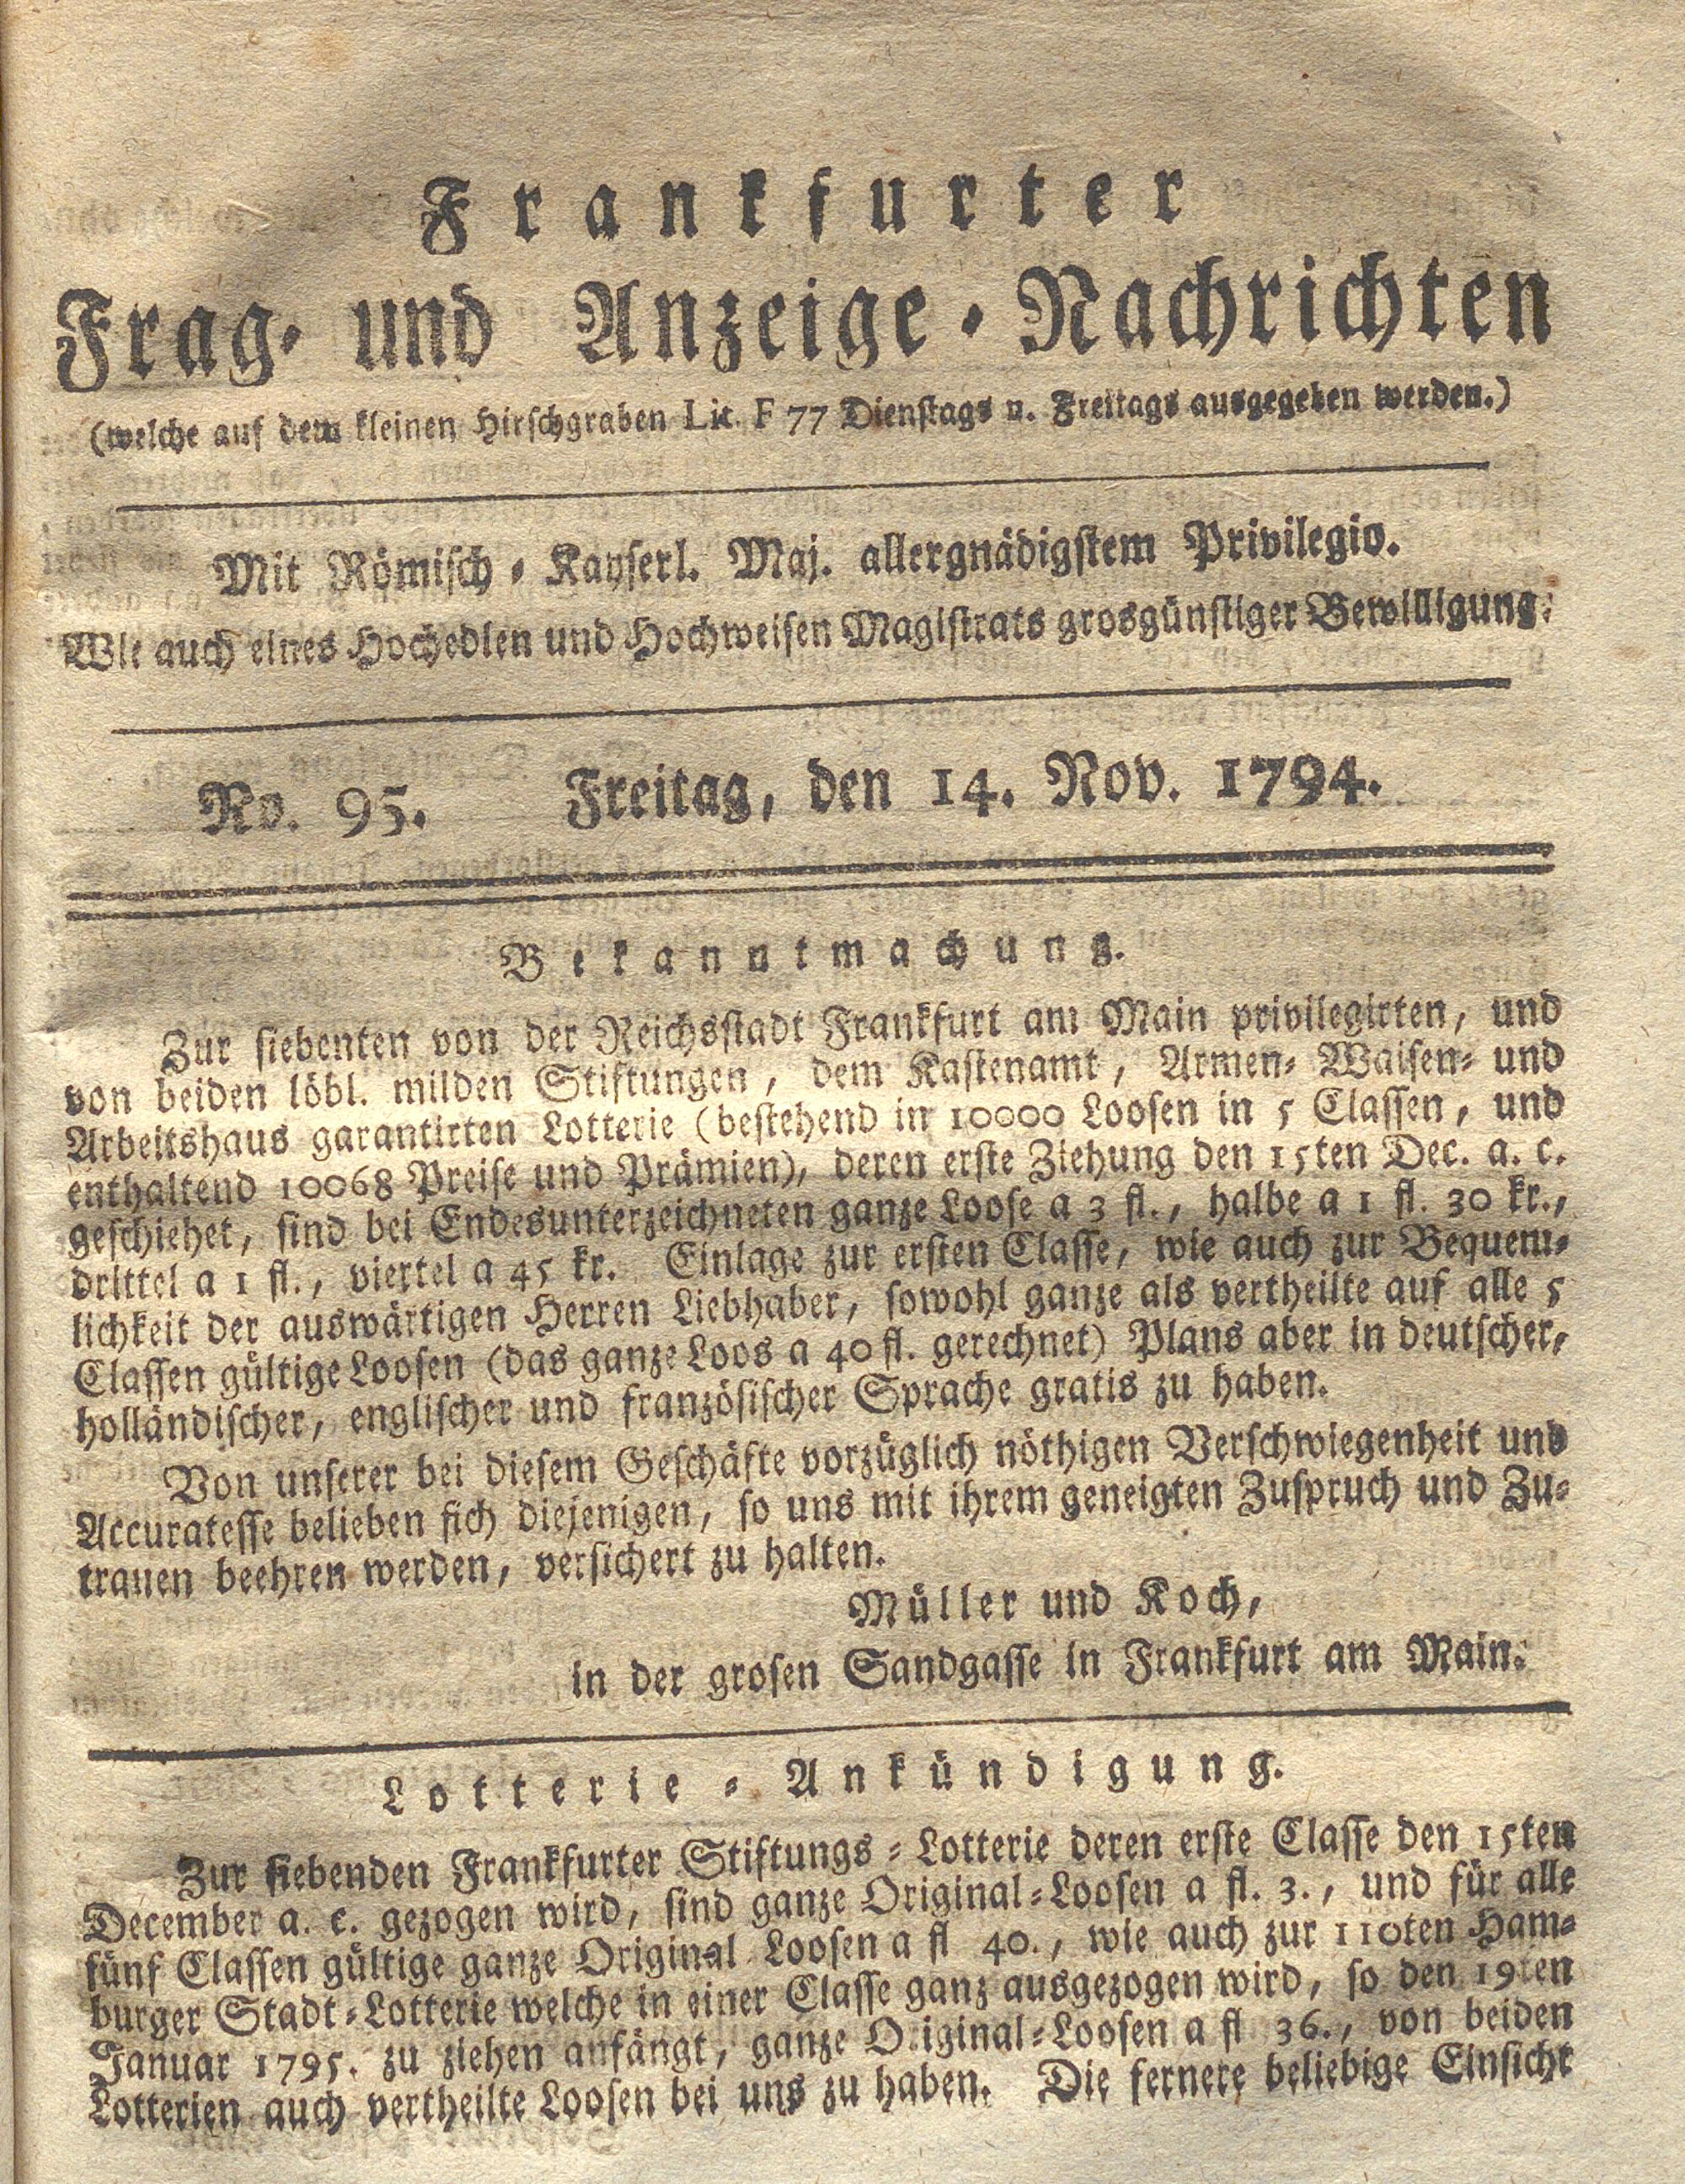 Frankfurter
Frag- und Anzeige-Nachrichten
(welche auf dem kleinen Hirschgraben Lit. F 77 Dienstags u. Freitags ausgegeben werden.)
Mit Römisch-Kayserl. Maj. allergnädigstem Privilegio.
Wie auch eines Hochedlen und Hochweisen Magistrats grosgünstiger Bewilligung.
No. 95. Freitag, den 14. Nov. 1794.
Bekanntmachung.
Zur siebenten von der Reichsstadt Frankfurt am Main privilegirten, und
von beiden löbl. milden Stiftungen, dem Kastenamt, Armen- Waisen- und
Arbeitshaus garantirten Lotterie (bestehend in 10000 Loosen in 5 Classen, und
enthaltend 10068 Preise und Prämien), deren erste Ziehung den 15ten Dec. a. c.
geschiehet, sind bei Endesunterzeichneten ganze Loose a 3 fl., halbe a 1 fl. 30 kr.,
drittel a 1 fl., viertel a 45 kr. Einlage zur ersten Classe, wie auch zur Bequem-
lichkeit der auswärtigen Herren Liebhaber, sowohl ganze als vertheilte auf alle 5
Classen gültige Loosen (das ganze Loos a 40 fl. gerechnet) Plans aber in deutscher,
holländischer, englischer und französischer Sprache gratis zu haben.
Von unserer bei diesem Geschäfte vorzüglich nöthigen Verschwiegenheit und
Accuratesse belieben sich diejenigen, so uns mit ihrem geneigten Zuspruch und Zu-
trauen beehren werden, versichert zu halten.
Müller und Koch,
in der grosen Sandgasse in Frankfurt am Main.
Lotterie-Ankündigung.
Zur siebenden Frankfurter Stiftungs-Lotterie deren erste Classe den 15ten
December a. c. gezogen wird, sind ganze Original-Loosen a fl. 3., und für alle
fünf Classen gültige ganze Original Loosen a fl 40., wie auch zur 110ten Ham-
burger Stadt-Lotterie welche in einer Classe ganz ausgezogen wird, so den 19ten
Januar 1795. zu ziehen anfängt, ganze Original-Loosen a fl 36., von beiden
Lotterien auch vertheilte Loosen bei uns zu haben. Die fernere beliebige Einsicht